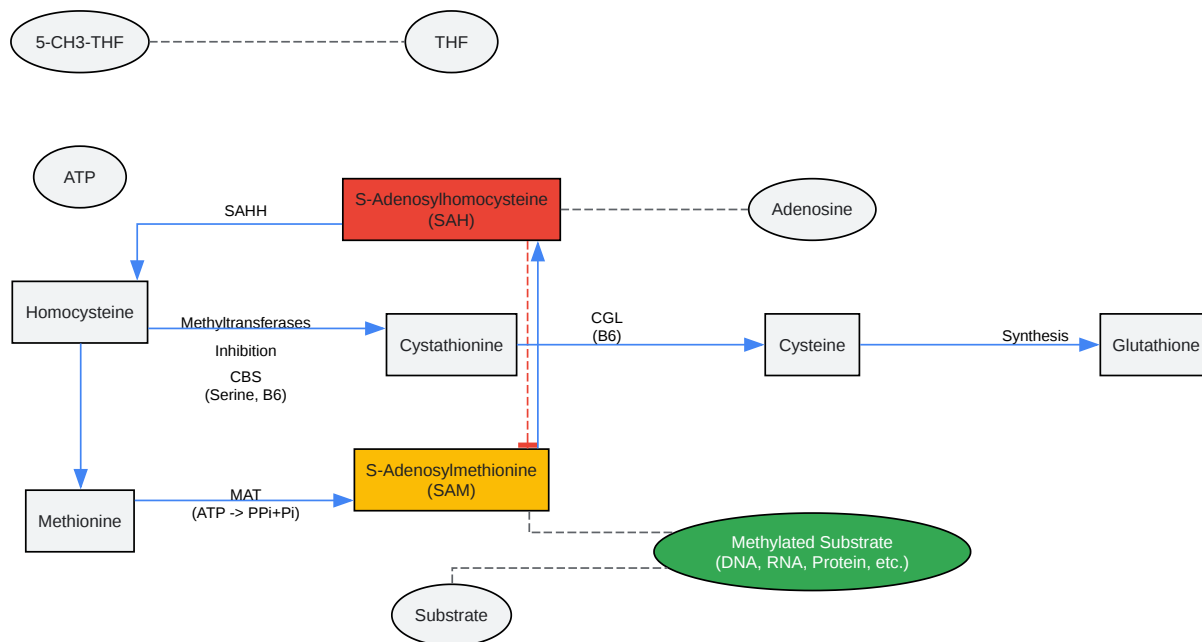 5-CH3-THF
THF
ATP
S-Adenosylhomocysteine
(SAH)
Adenosine
SAHH
Homocysteine
Methyltransferases
Inhibition
CBS
(Serine, B6)
Cystathionine
CGL
(B6)
Cysteine
Synthesis
Glutathione
S-Adenosylmethionine
(SAM)
Methionine
MAT
(ATP -> PPi+Pi)
Methylated Substrate
(DNA, RNA, Protein, etc.)
Substrate